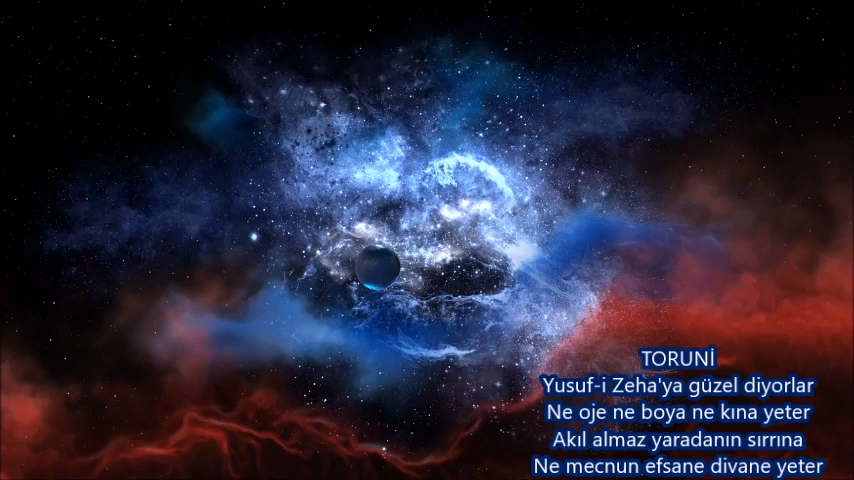 TORUNİ
Yusuf-i Zeha'ya güzel diyorlar
Ne oje ne boya ne kına yeter
Akıl almaz yaradanın sırrına
Ne mecnun efsane divane yeter